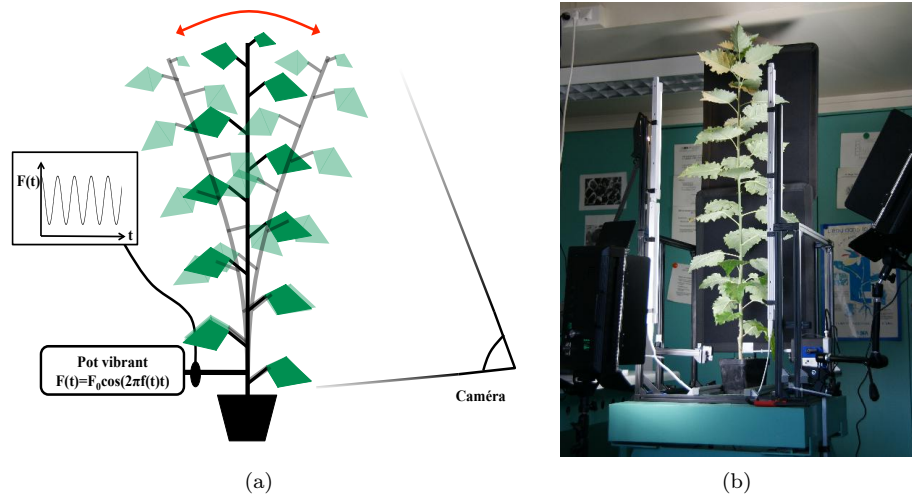 F(t)
t
Pot vibrant
F(t)=F₀cos(2πf(t)t)
Caméra
(a)
(b)